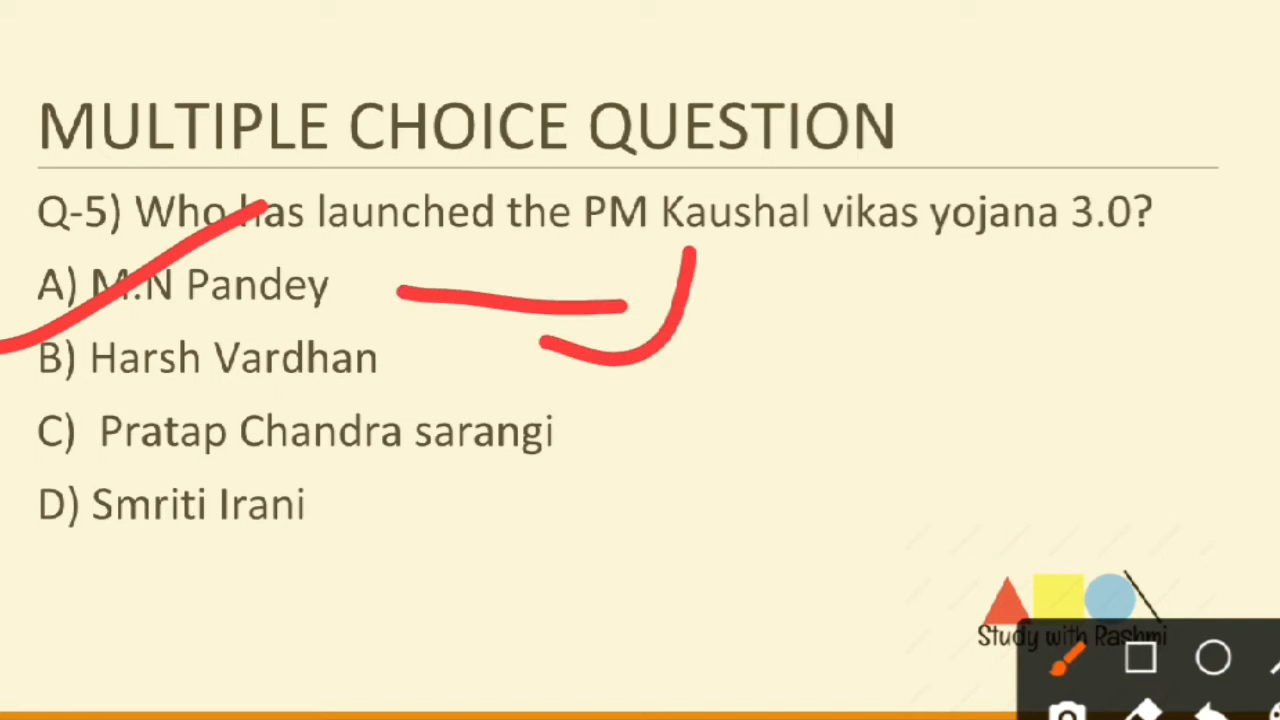 MULTIPLE CHOICE QUESTION
Q-5) Who has launched the PM Kaushal vikas yojana 3.0?
A) M.N Pandey
B) Harsh Vardhan
C) Pratap Chandra sarangi
D) Smriti Irani
Study with Rashmi